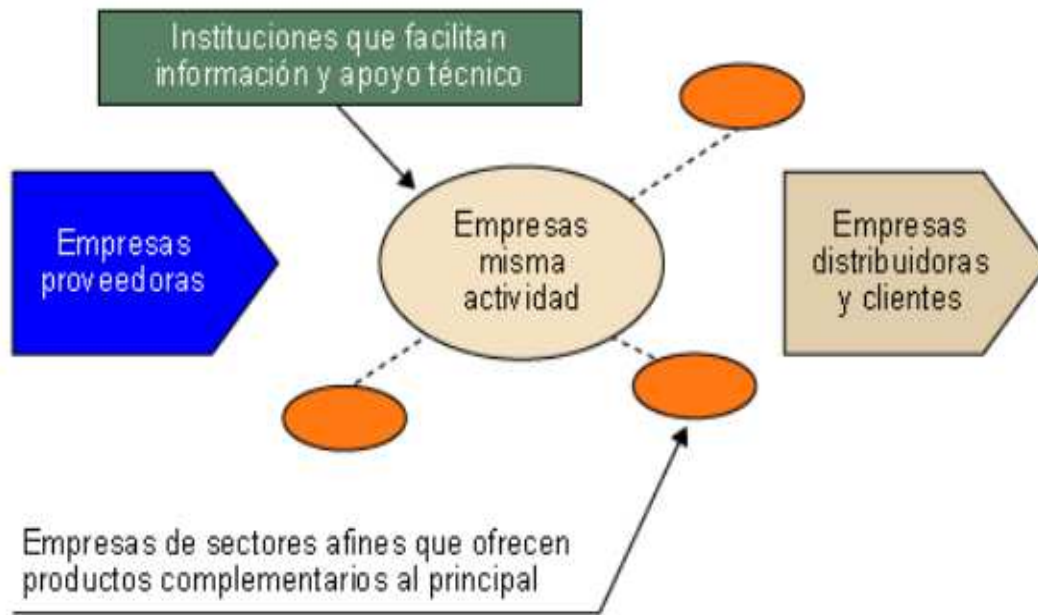 Instituciones que facilitan
información y apoyo técnico
Empresas
proveedoras
Empresas
misma
actividad
Empresas
distribuidoras
y clientes
Empresas de sectores afines que ofrecen
productos complementarios al principal